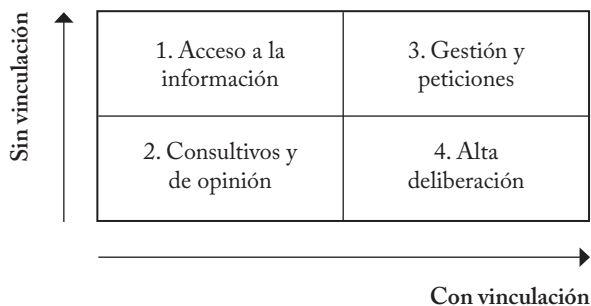 Sin vinculación
1. Acceso a la
información
3. Gestión y
peticiones
2. Consultivos y
de opinión
4. Alta
deliberación
Con vinculación